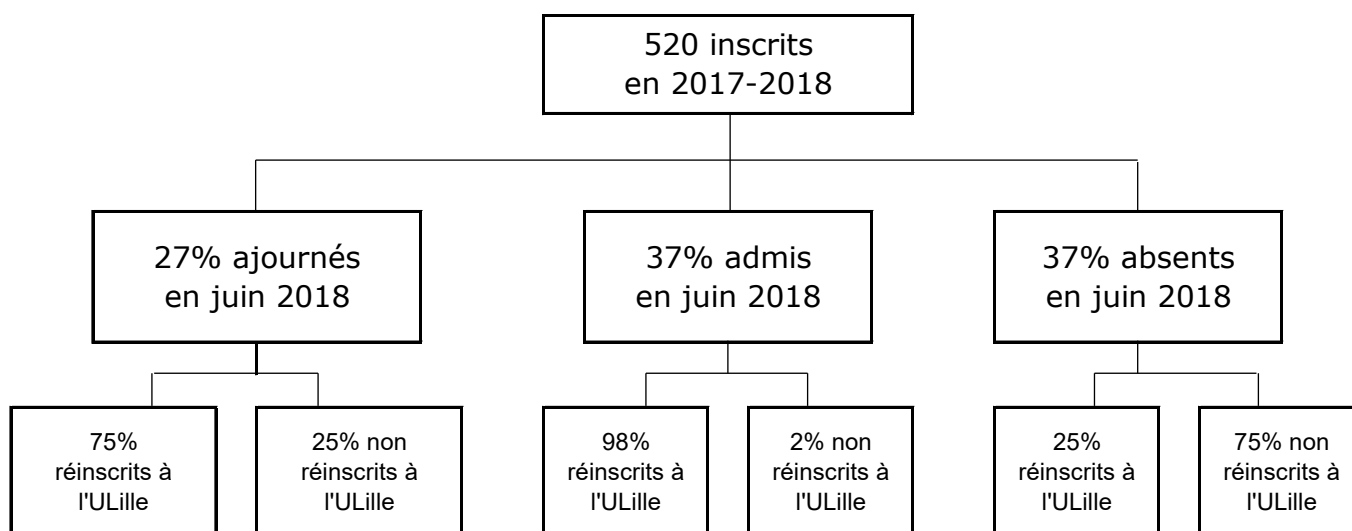 520 inscrits
en 2017-2018
27% ajournés
en juin 2018
37% admis
en juin 2018
37% absents
en juin 2018
75%
réinscrits à
l'ULille
25% non
réinscrits à
l'ULille
98%
réinscrits à
l'ULille
2% non
réinscrits à
l'ULille
25%
réinscrits à
l'ULille
75% non
réinscrits à
l'ULille